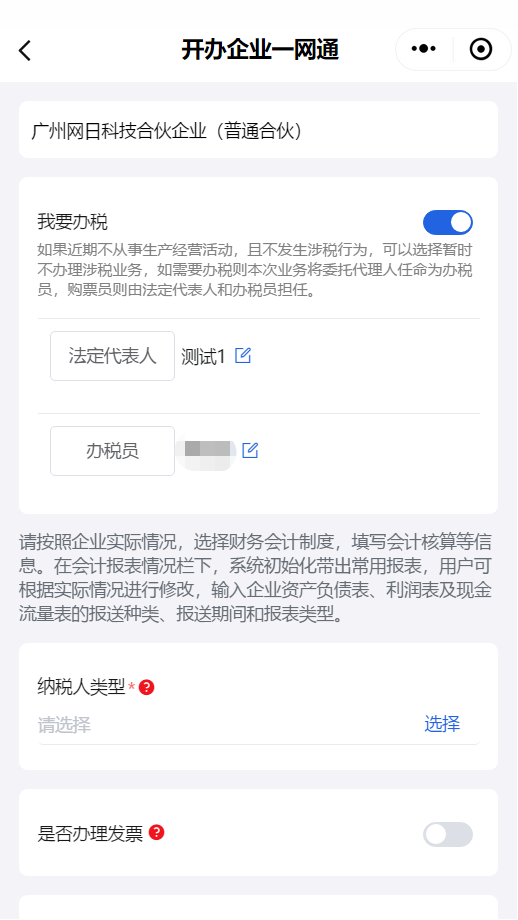 开办企业一网通
广州网日科技合伙企业（普通合伙）
我要办税
如果近期不从事生产经营活动，且不发生涉税行为，可以选择暂时
不办理涉税业务，如需要办税则本次业务将委托代理人任命为办税
员，购票员则由法定代表人和办税员担任。
法定代表人 测试1
办税员
请按照企业实际情况，选择财务会计制度，填写会计核算等信
息。在会计报表情况栏下，系统初始化带出常用报表，用户可
根据实际情况进行修改，输入企业资产负债表、利润表及现金
流量表的报送种类、报送期间和报表类型。
纳税人类型* ?
请选择 选择
是否办理发票 ?